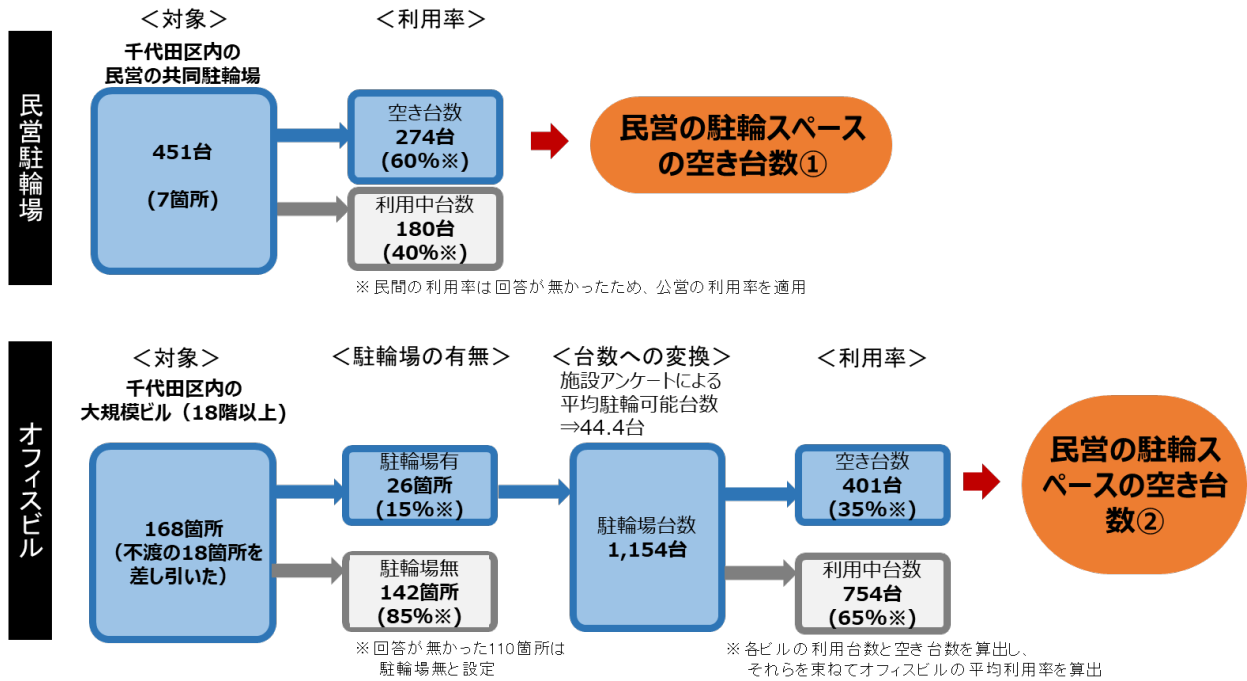 民営駐輪場
＜対象＞
千代田区内の
民営の共同駐輪場
451台
(7箇所)
＜利用率＞
空き台数
274台
(60%※)
利用中台数
180台
(40%※)
※民間の利用率は回答が無かったため、公営の利用率を適用
民営の駐輪スペース
の空き台数①
オフィスビル
＜対象＞
千代田区内の
大規模ビル（18階以上)
168箇所
（不渡の18箇所を
差し引いた）
＜駐輪場の有無＞
駐輪場有
26箇所
(15%※)
駐輪場無
142箇所
(85%※)
※回答が無かった110箇所は
駐輪場無と設定
＜台数への変換＞
施設アンケートによる
平均駐輪可能台数
⇒44.4台
駐輪場台数
1,154台
＜利用率＞
空き台数
401台
(35%※)
利用中台数
754台
(65%※)
※各ビルの利用台数と空き台数を算出し、
それらを束ねてオフィスビルの平均利用率を算出
民営の駐輪ス
ペースの空き台
数②